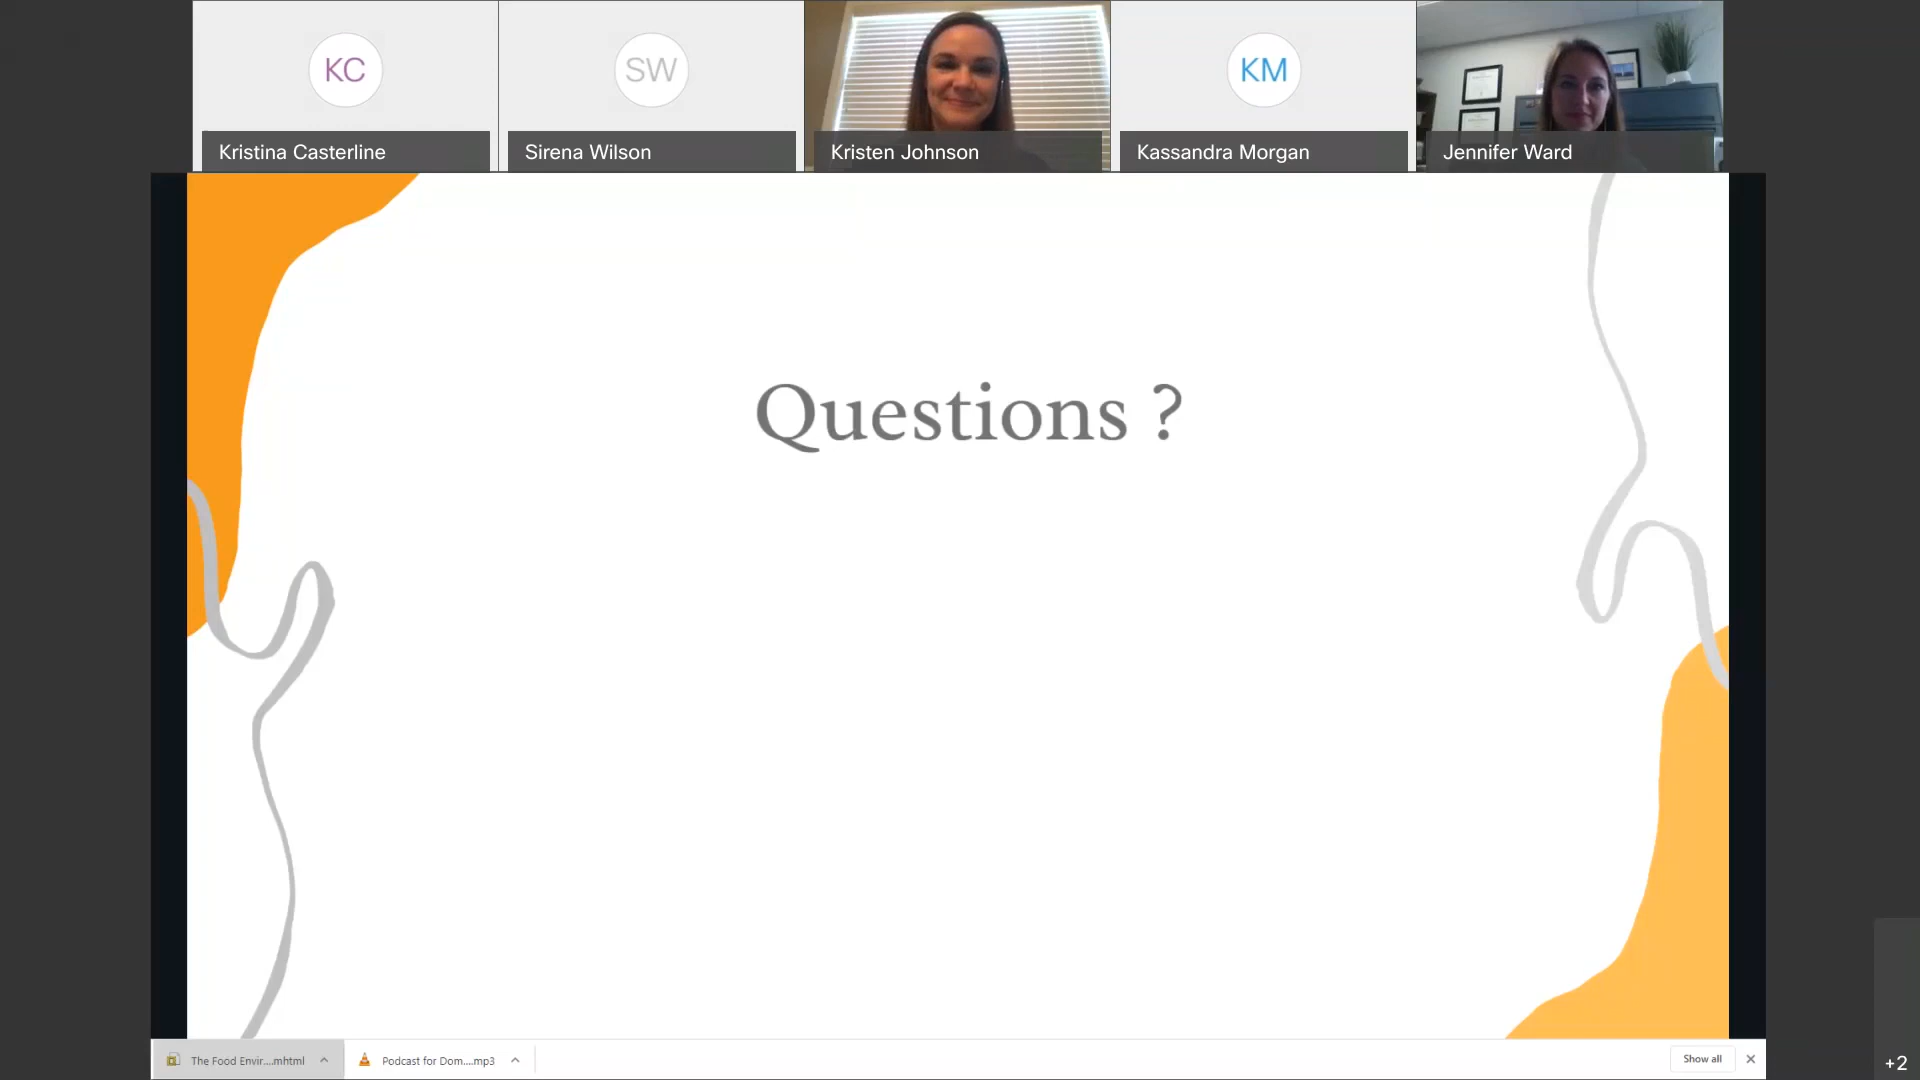 KC
SW
KM
Kristina Casterline
Sirena Wilson
Kristen Johnson
Kassandra Morgan
Jennifer Ward
Questions ?
The Food Envir....mhtml
Podcast for Dom....mp3
Show all
+2